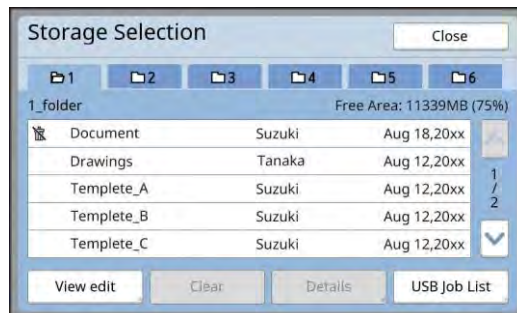 Storage Selection
Close
1 2 3 4 5 6
1_folder Free Area: 11339MB (75%)
Document Suzuki Aug 18,20xx
Drawings Tanaka Aug 12,20xx
Templete_A Suzuki Aug 12,20xx
Templete_B Suzuki Aug 12,20xx
Templete_C Suzuki Aug 12,20xx
1
/
2
View edit Clear Details USB Job List